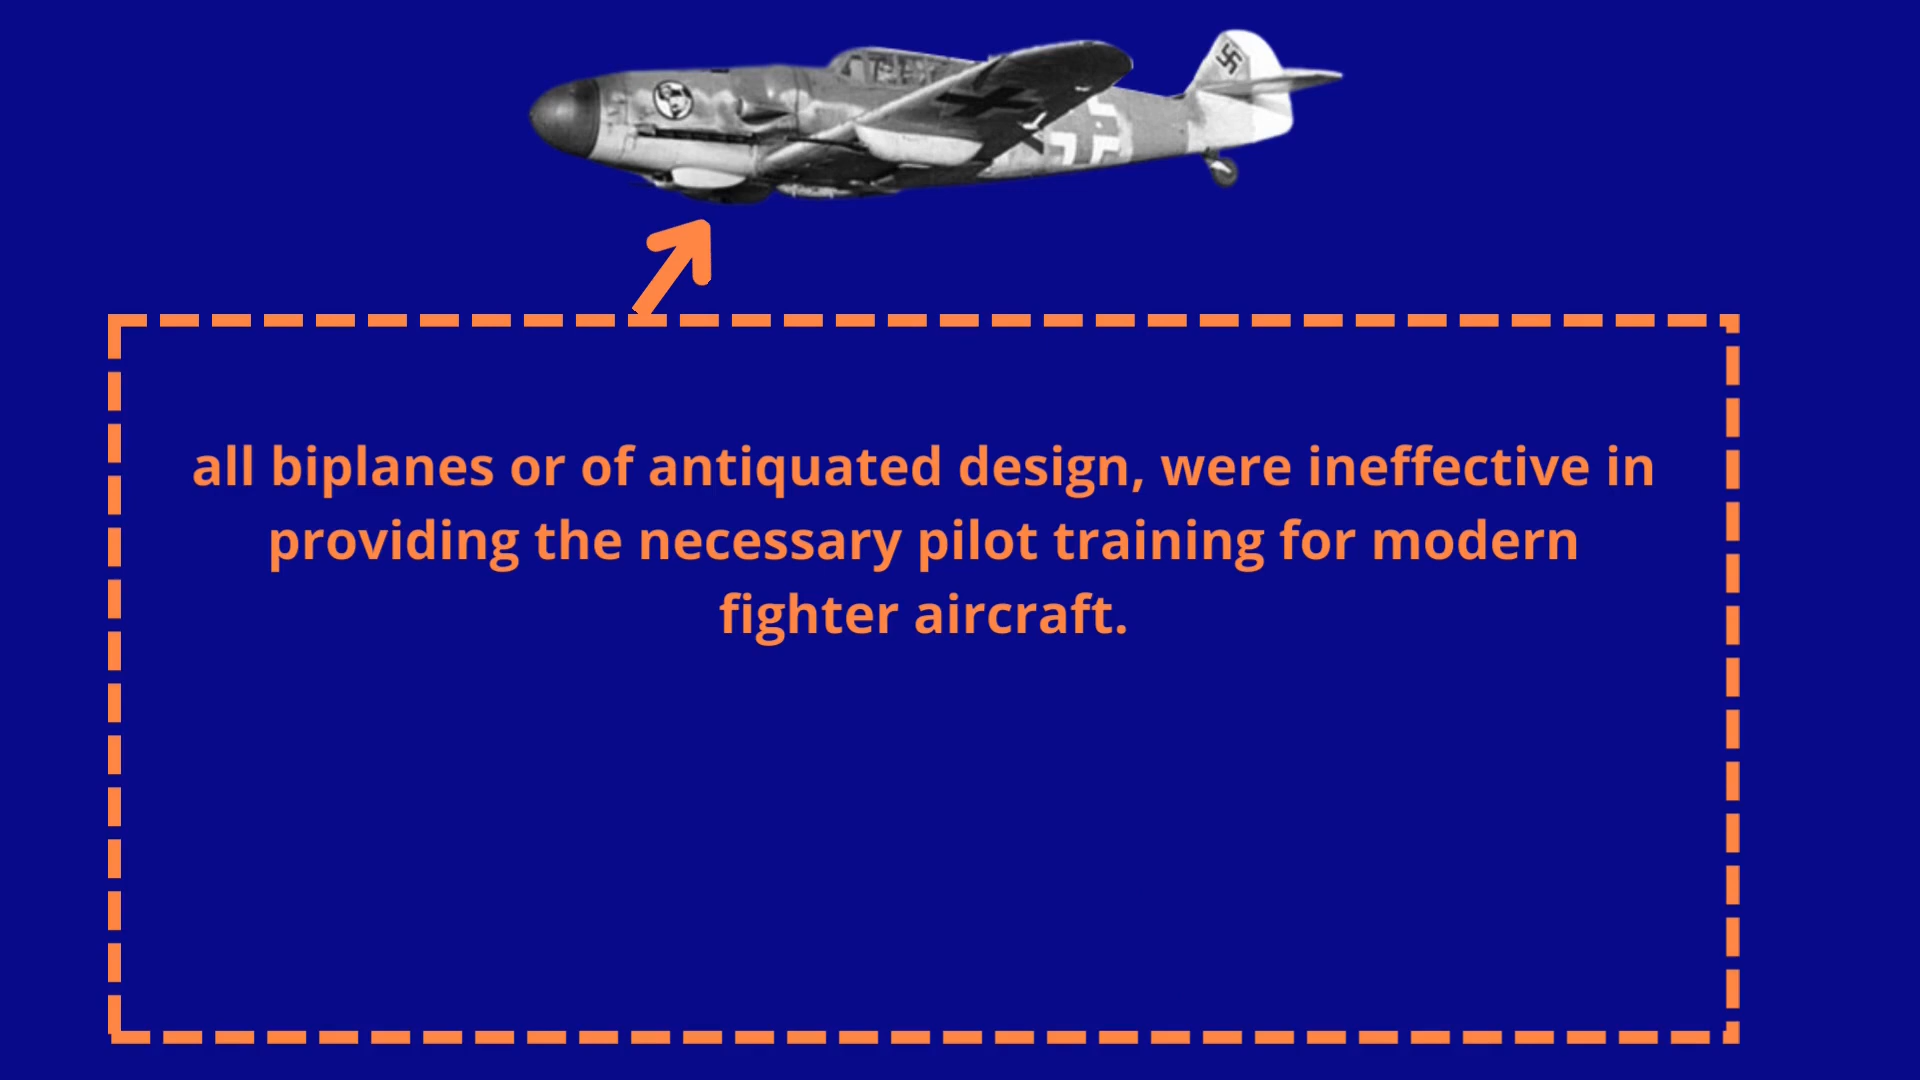 all biplanes or of antiquated design, were ineffective in
providing the necessary pilot training for modern
fighter aircraft.